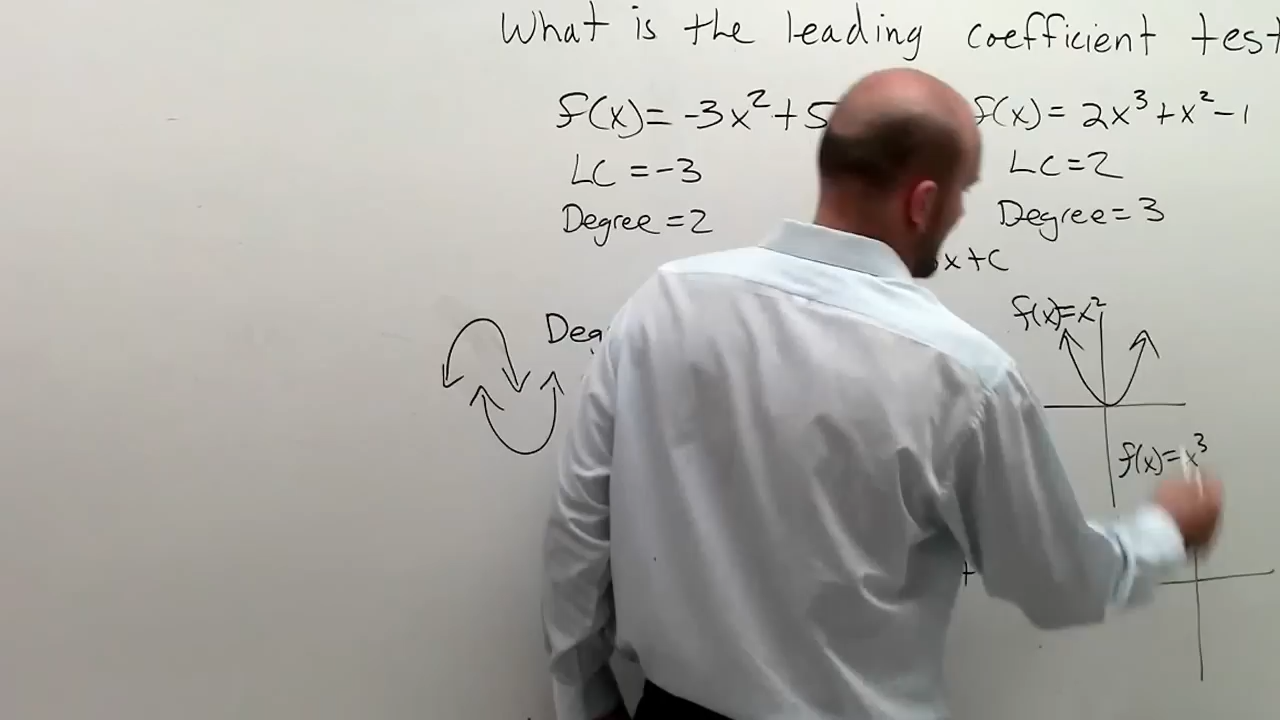 What is the leading coefficient test
f(x)= -3x²+5
LC = -3
Degree = 2
f(x)= 2x³+x²-1
LC=2
Degree= 3
x+c
Deg
f(x)=x²
f(x)=x³
+